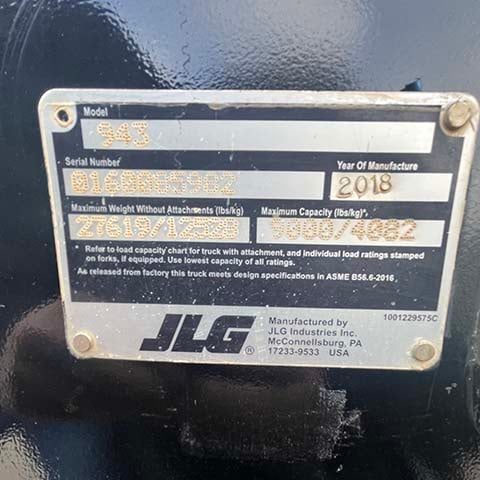 Model
943
Serial Number
Year Of Manufacture
0160085982
2018
Maximum Weight Without Attachments (lbs/kg)
Maximum Capacity (lbs/kg)*
27619/12528
9000/4082
* Refer to load capacity chart for truck with attachment, and individual load ratings stamped
on forks, if equipped. Use lowest capacity of all ratings.
As released from factory this truck meets design specifications in ASME B56.6-2016
JLG®
Manufactured by
JLG Industries Inc.
McConnellsburg, PA
17233-9533 USA
1001229575C